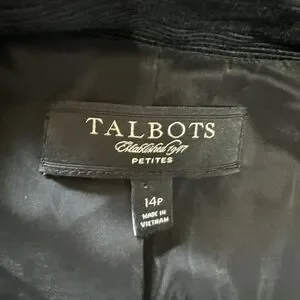 TALBOTS
Established 1947
PETITES
14P
MADE IN
VIETNAM